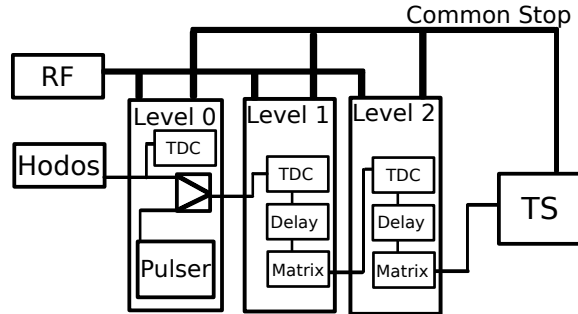 Common Stop
RF
Level 0
Level 1
Level 2
Hodos
TDC
TDC
TDC
TS
Delay
Delay
Pulser
Matrix
Matrix